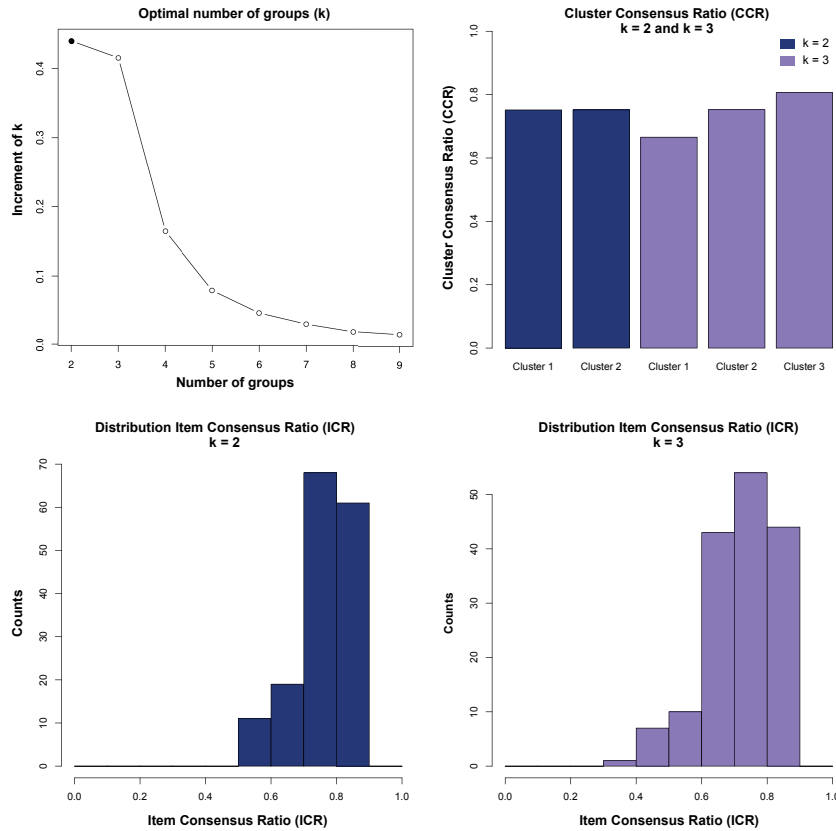 Optimal number of groups (k)
Increment of k
0.0
0.1
0.2
0.3
0.4
2 3 4 5 6 7 8 9
Number of groups
Cluster Consensus Ratio (CCR)
k = 2 and k = 3
k = 2
k = 3
Cluster Consensus Ratio (CCR)
0.0
0.2
0.4
0.6
0.8
1.0
Cluster 1 Cluster 2 Cluster 1 Cluster 2 Cluster 3
Distribution Item Consensus Ratio (ICR)
k = 2
Counts
0
10
20
30
40
50
60
70
0.0 0.2 0.4 0.6 0.8 1.0
Item Consensus Ratio (ICR)
Distribution Item Consensus Ratio (ICR)
k = 3
Counts
0
10
20
30
40
50
0.0 0.2 0.4 0.6 0.8 1.0
Item Consensus Ratio (ICR)